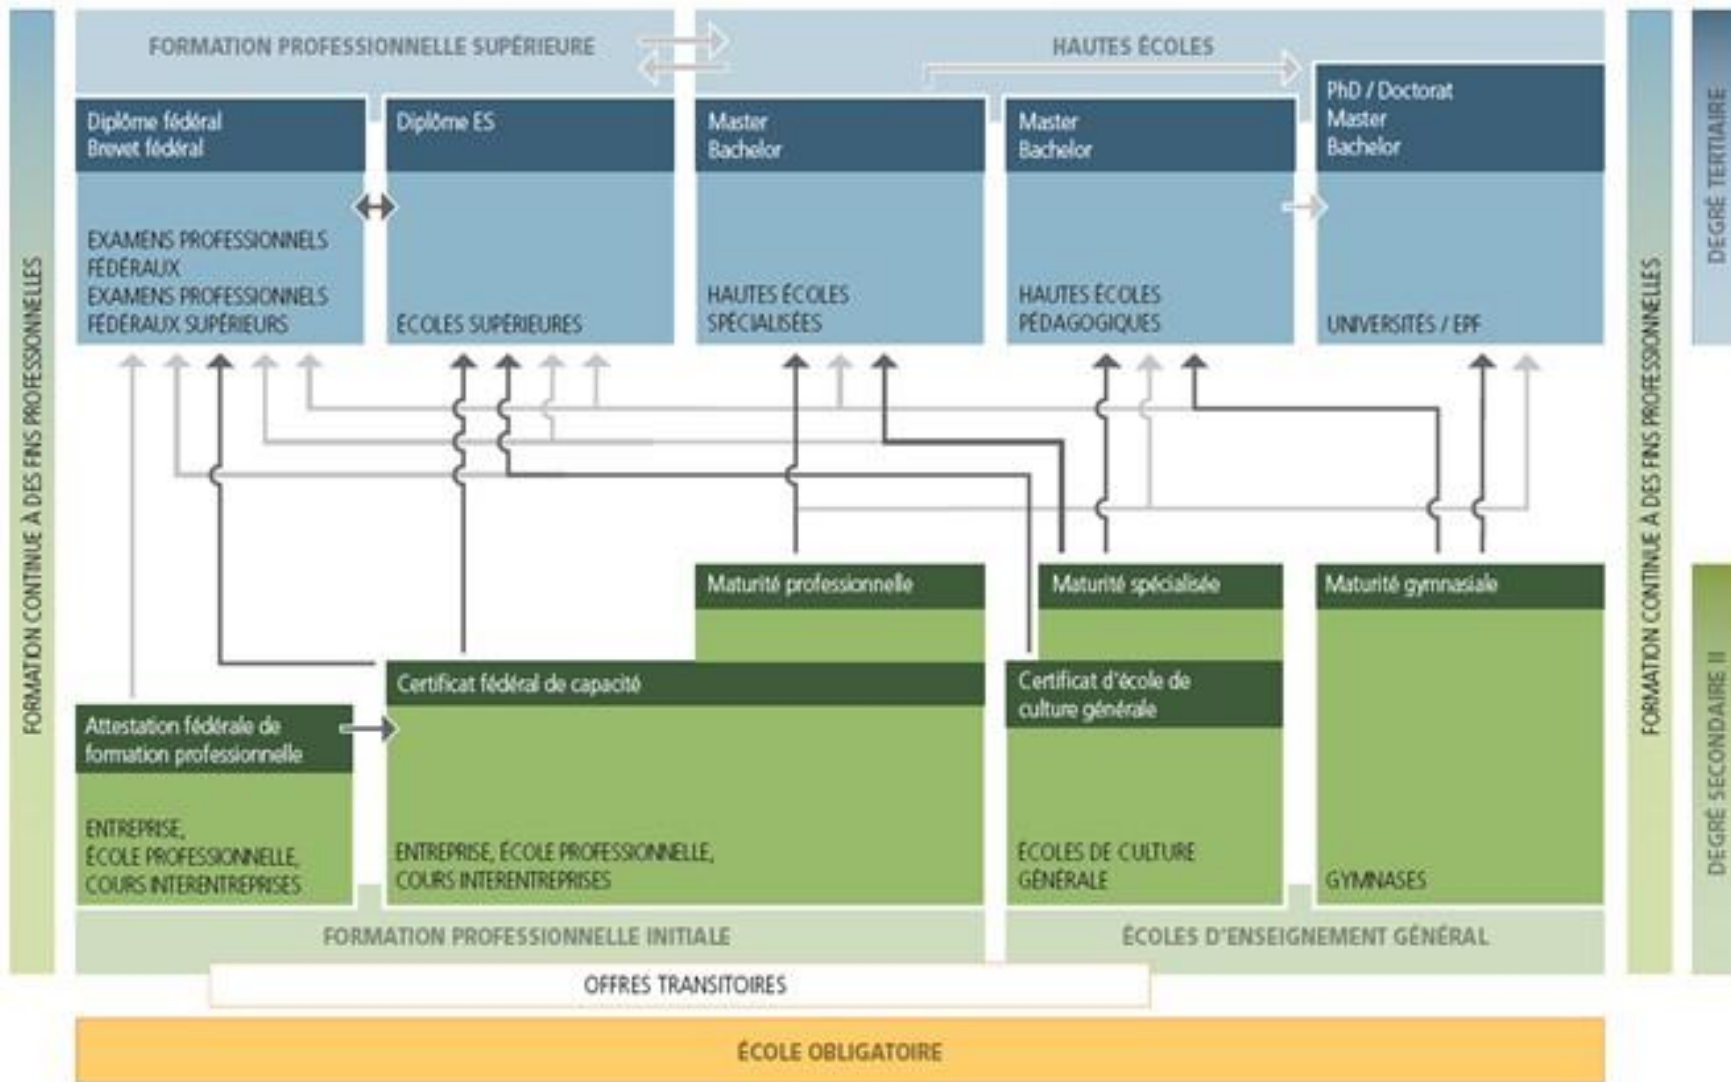 FORMATION PROFESSIONNELLE SUPÉRIEURE
HAUTES ÉCOLES
Diplôme fédéral
Brevet fédéral
EXAMENS PROFESSIONNELS
FÉDÉRAUX
EXAMENS PROFESSIONNELS
FÉDÉRAUX SUPÉRIEURS
Diplôme ES
ÉCOLES SUPÉRIEURES
Master
Bachelor
HAUTES ÉCOLES
SPÉCIALISÉES
Master
Bachelor
HAUTES ÉCOLES
PÉDAGOGIQUES
PhD / Doctorat
Master
Bachelor
UNIVERSITÉS / EPF
FORMATION CONTINUE À DES FINS PROFESSIONNELLES
FORMATION CONTINUE À DES FINS PROFESSIONNELLES
DEGRÉ TERTIAIRE
Maturité professionnelle
Maturité spécialisée
Maturité gymnasiale
Certificat fédéral de capacité
Certificat d'école de
culture générale
Attestation fédérale de
formation professionnelle
ENTREPRISE,
ÉCOLE PROFESSIONNELLE,
COURS INTERENTREPRISES
ENTREPRISE, ÉCOLE PROFESSIONNELLE,
COURS INTERENTREPRISES
ÉCOLES DE CULTURE
GÉNÉRALE
GYMNASES
DEGRÉ SECONDAIRE II
FORMATION PROFESSIONNELLE INITIALE
ÉCOLES D'ENSEIGNEMENT GÉNÉRAL
OFFRES TRANSITOIRES
ÉCOLE OBLIGATOIRE